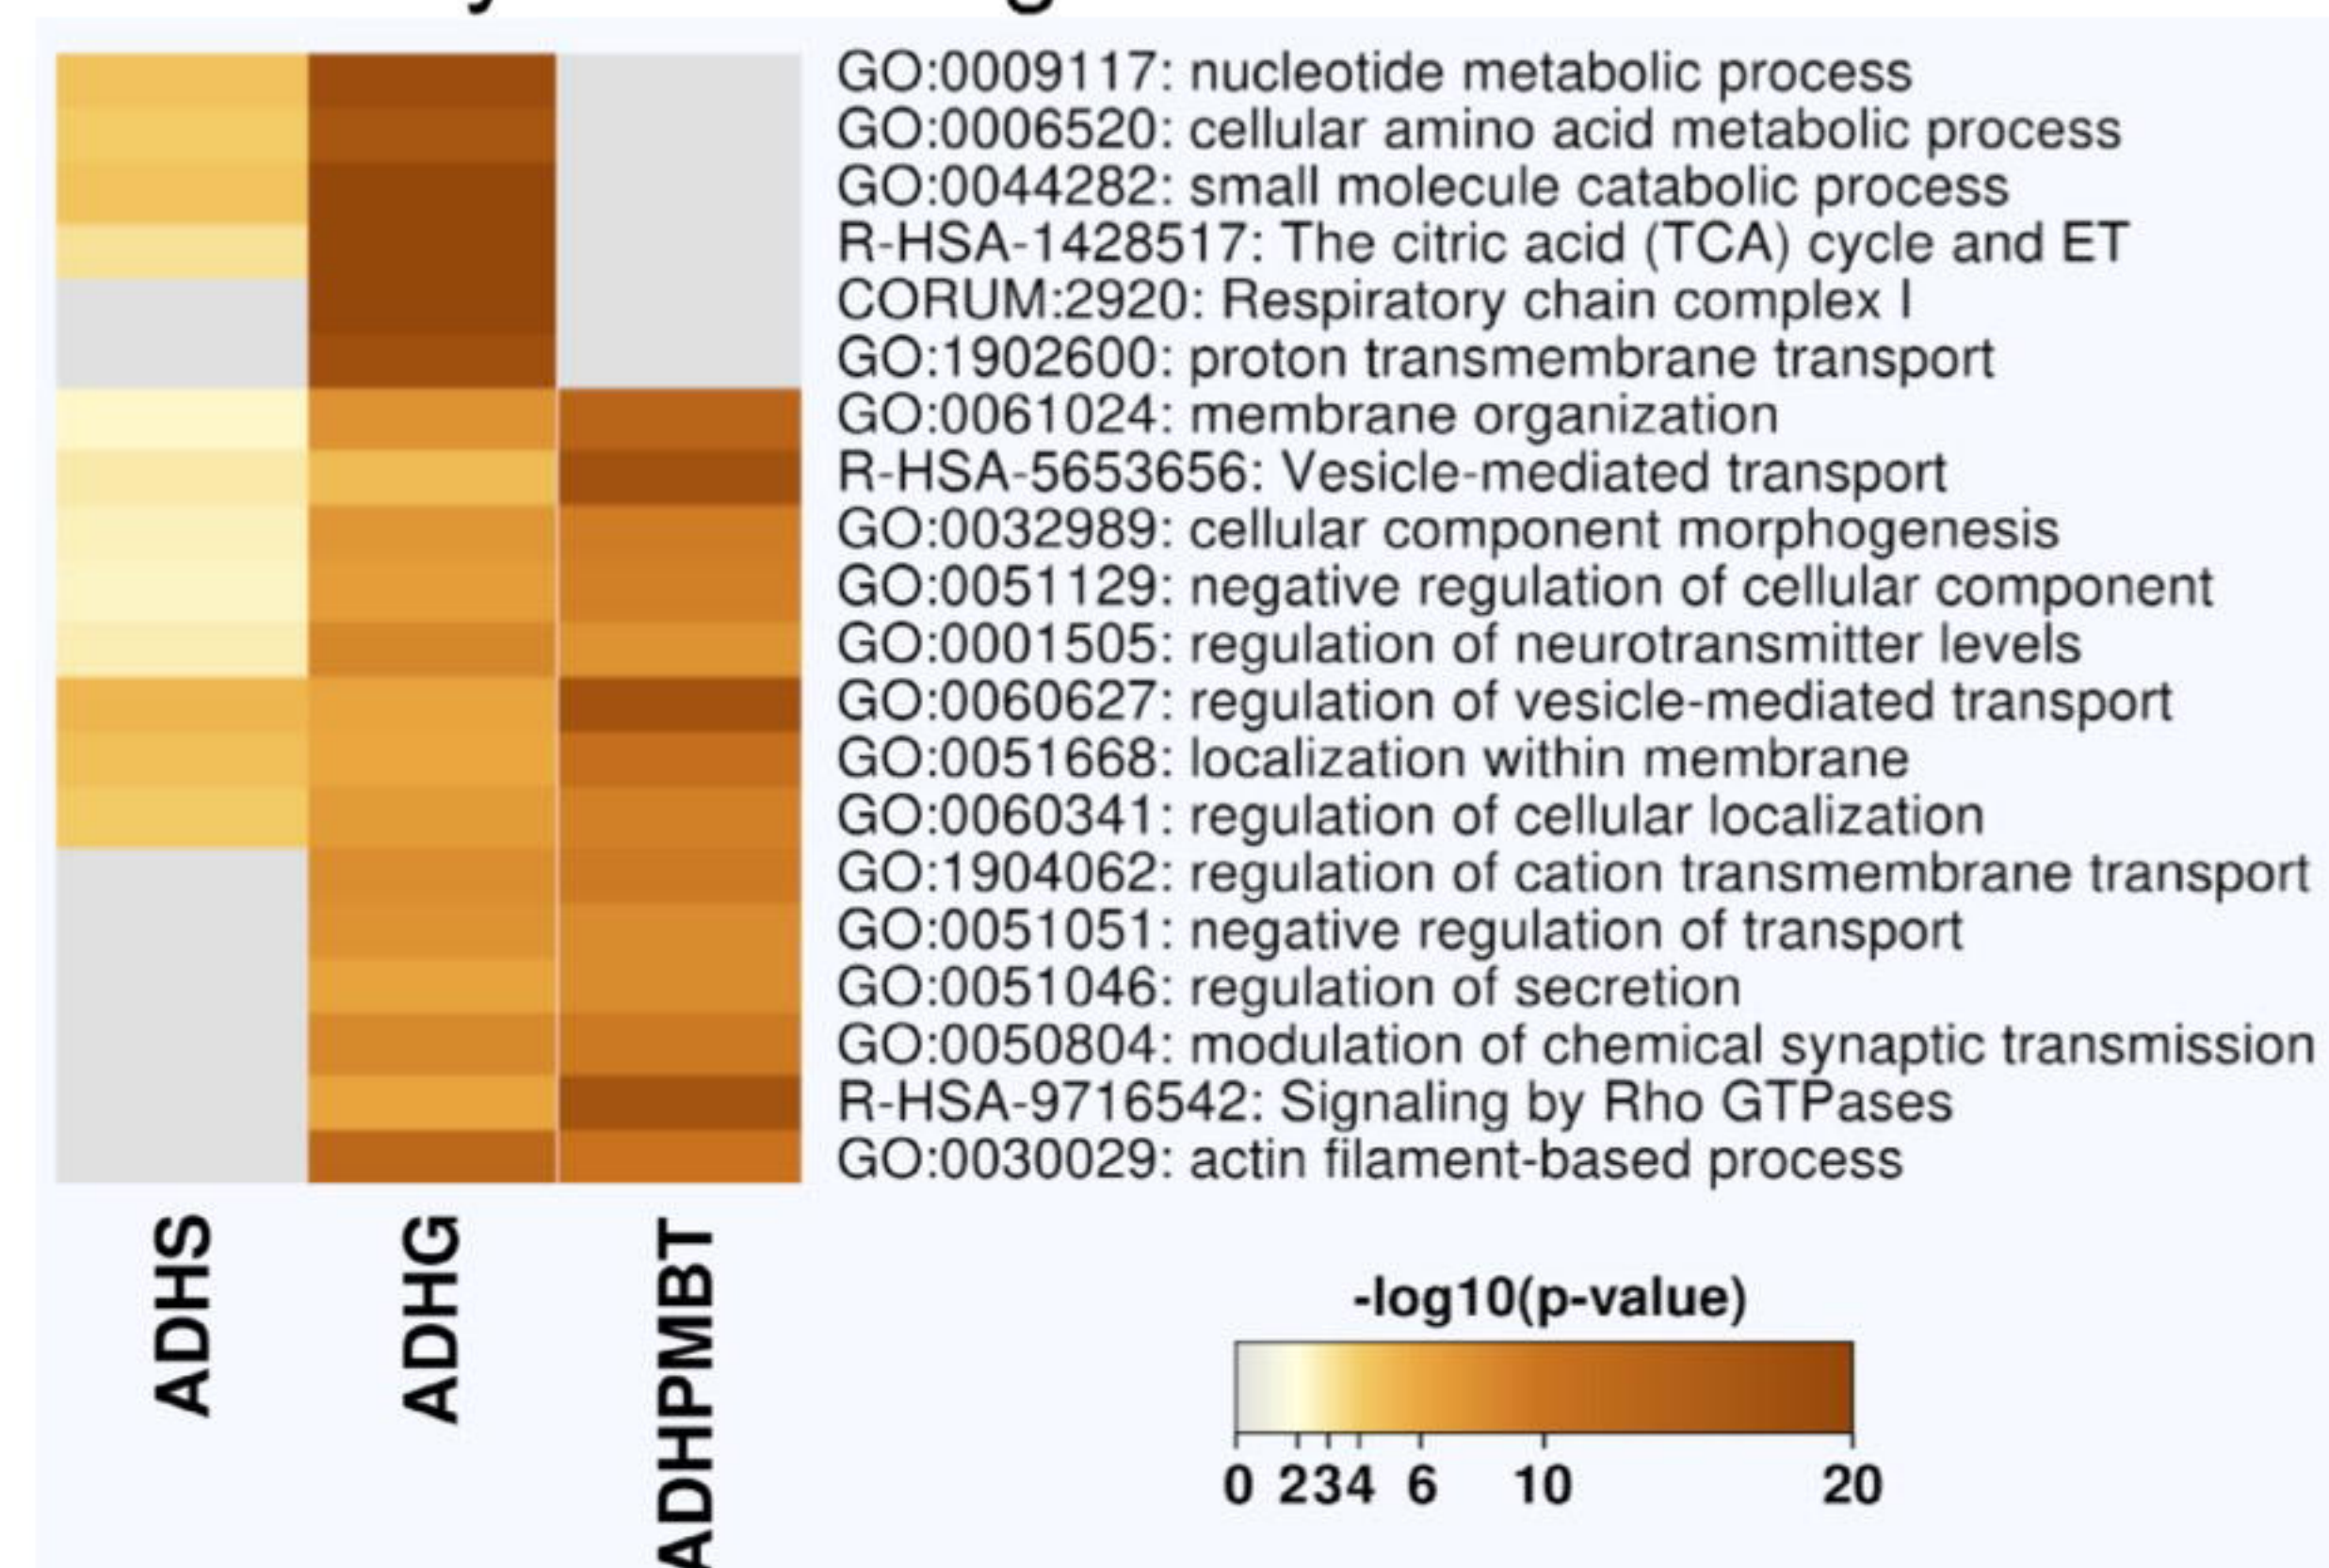 GO:0009117: nucleotide metabolic process
GO:0006520: cellular amino acid metabolic process
GO:0044282: small molecule catabolic process
R-HSA-1428517: The citric acid (TCA) cycle and ET
CORUM:2920: Respiratory chain complex I
GO:1902600: proton transmembrane transport
GO:0061024: membrane organization
R-HSA-5653656: Vesicle-mediated transport
GO:0032989: cellular component morphogenesis
GO:0051129: negative regulation of cellular component
GO:0001505: regulation of neurotransmitter levels
GO:0060627: regulation of vesicle-mediated transport
GO:0051668: localization within membrane
GO:0060341: regulation of cellular localization
GO:1904062: regulation of cation transmembrane transport
GO:0051051: negative regulation of transport
GO:0051046: regulation of secretion
GO:0050804: modulation of chemical synaptic transmission
R-HSA-9716542: Signaling by Rho GTPases
GO:0030029: actin filament-based process
ADHS
ADHG
ADHPMBT
-log10(p-value)
0 2 3 4 6 10 20